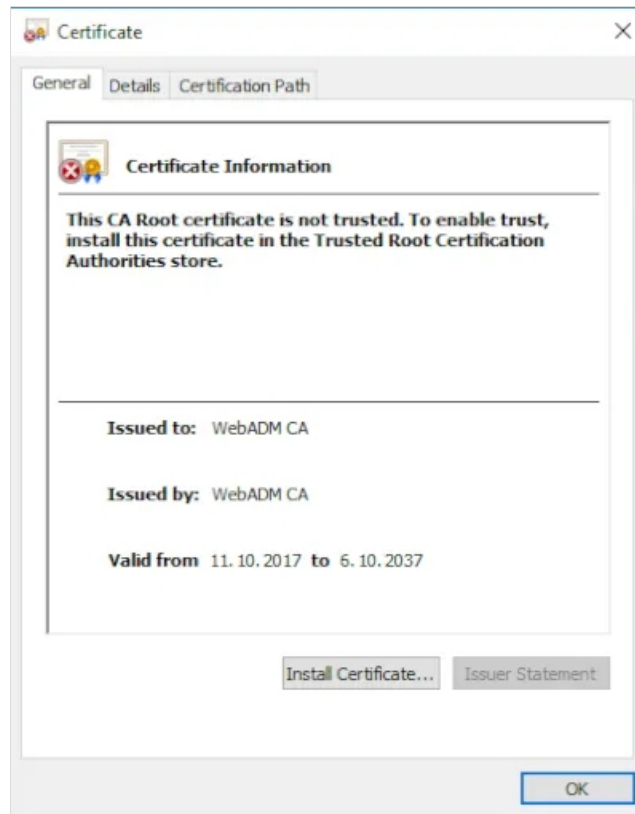 Certificate
General Details Certification Path
Certificate Information
This CA Root certificate is not trusted. To enable trust,
install this certificate in the Trusted Root Certification
Authorities store.
Issued to: WebADM CA
Issued by: WebADM CA
Valid from 11.10.2017 to 6.10.2037
Install Certificate... Issuer Statement
OK